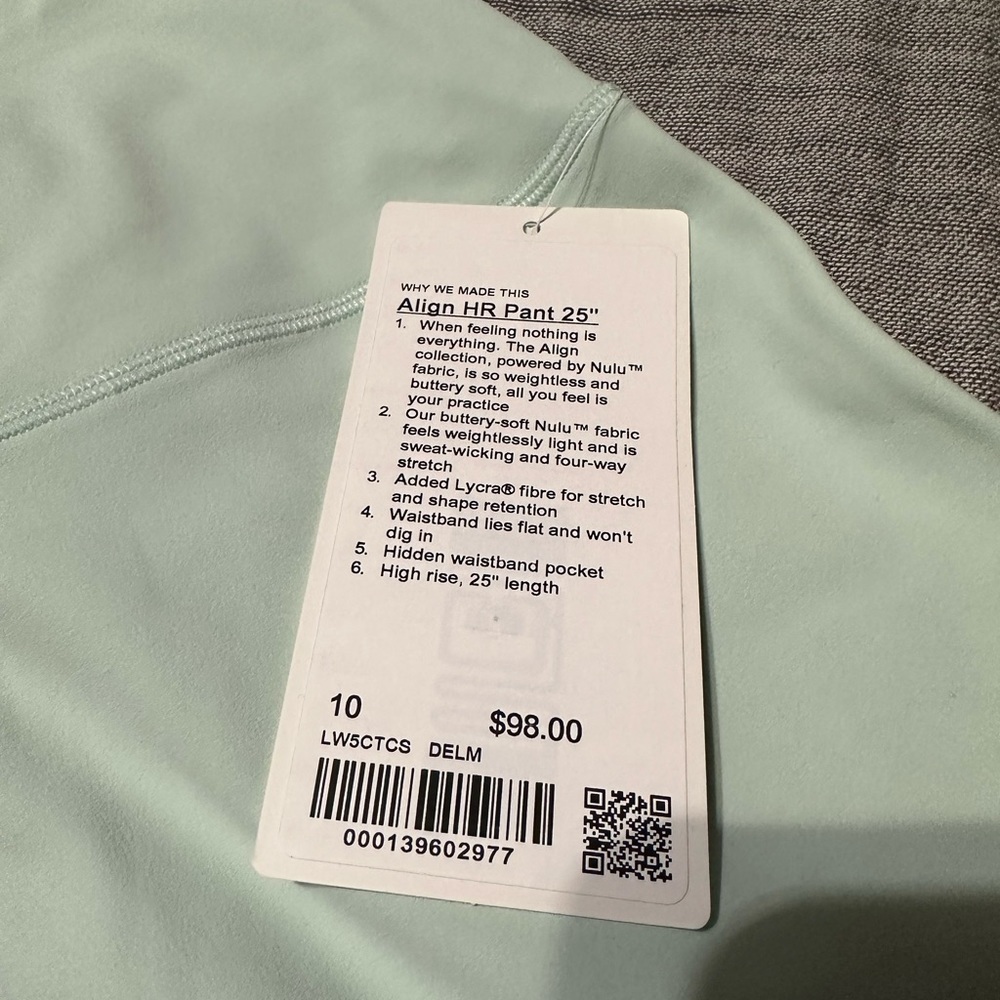 WHY WE MADE THIS
Align HR Pant 25"
1. When feeling nothing is
everything. The Align
collection, powered by Nulu™
fabric, is so weightless and
buttery soft, all you feel is
your practice
2. Our buttery-soft Nulu™ fabric
feels weightlessly light and is
sweat-wicking and four-way
stretch
3. Added Lycra® fibre for stretch
and shape retention
4. Waistband lies flat and won't
dig in
5. Hidden waistband pocket
6. High rise, 25" length
10 $98.00
LW5CTCS DELM
000139602977